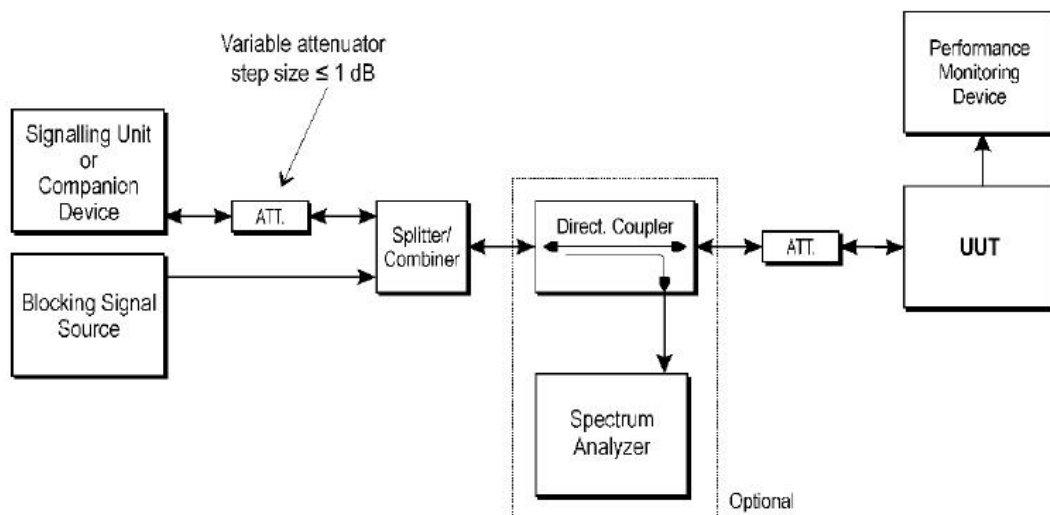 Variable attenuator
step size ≤ 1 dB
Performance
Monitoring
Device
Signalling Unit
or
Companion
Device
ATT.
Splitter/
Combiner
Direct. Coupler
ATT.
UUT
Blocking Signal
Source
Spectrum
Analyzer
Optional